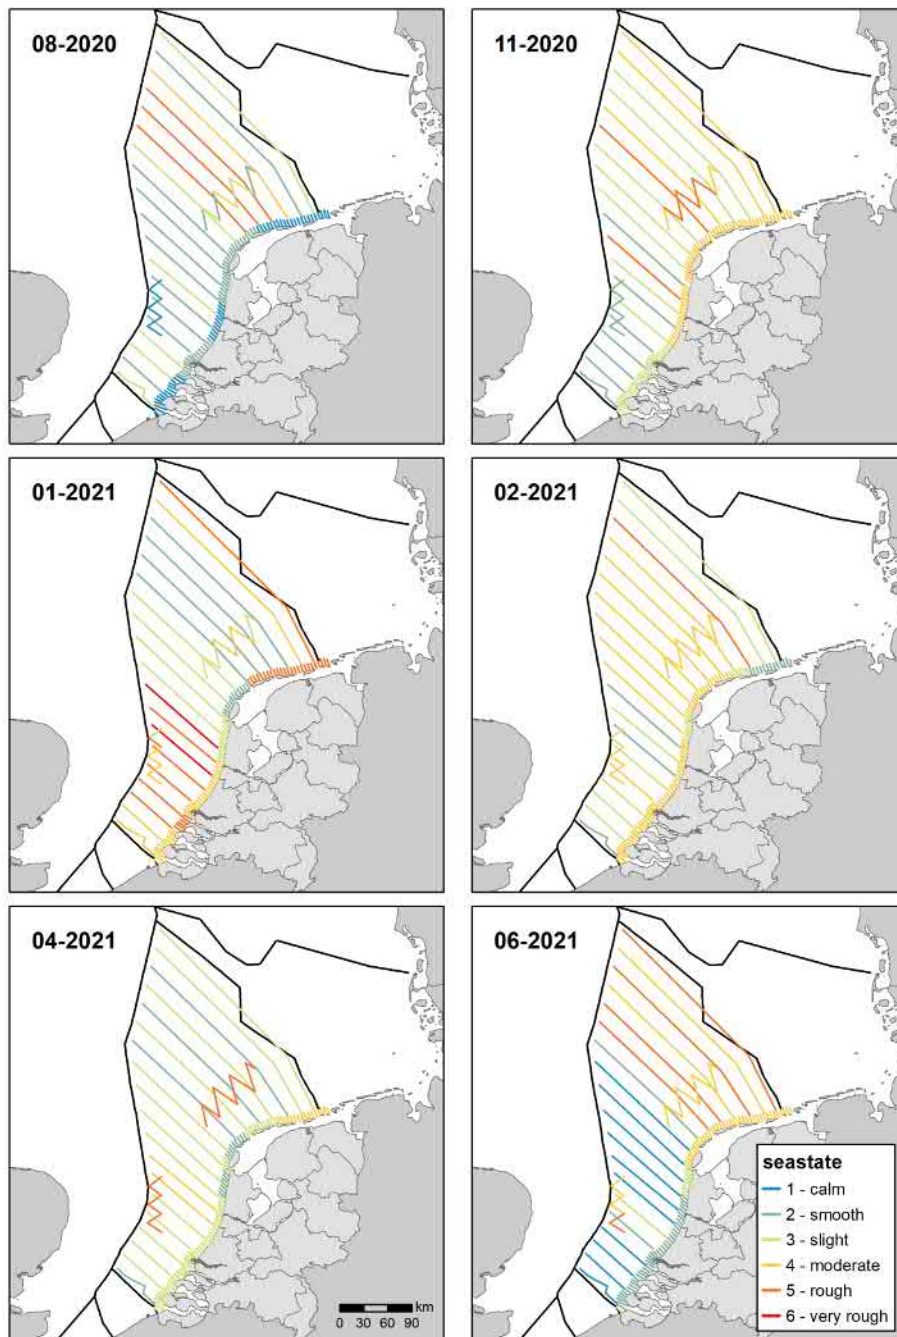 08-2020
11-2020
01-2021
02-2021
04-2021
06-2021
km
0 30 60 90
seastate
1 - calm
2 - smooth
3 - slight
4 - moderate
5 - rough
6 - very rough